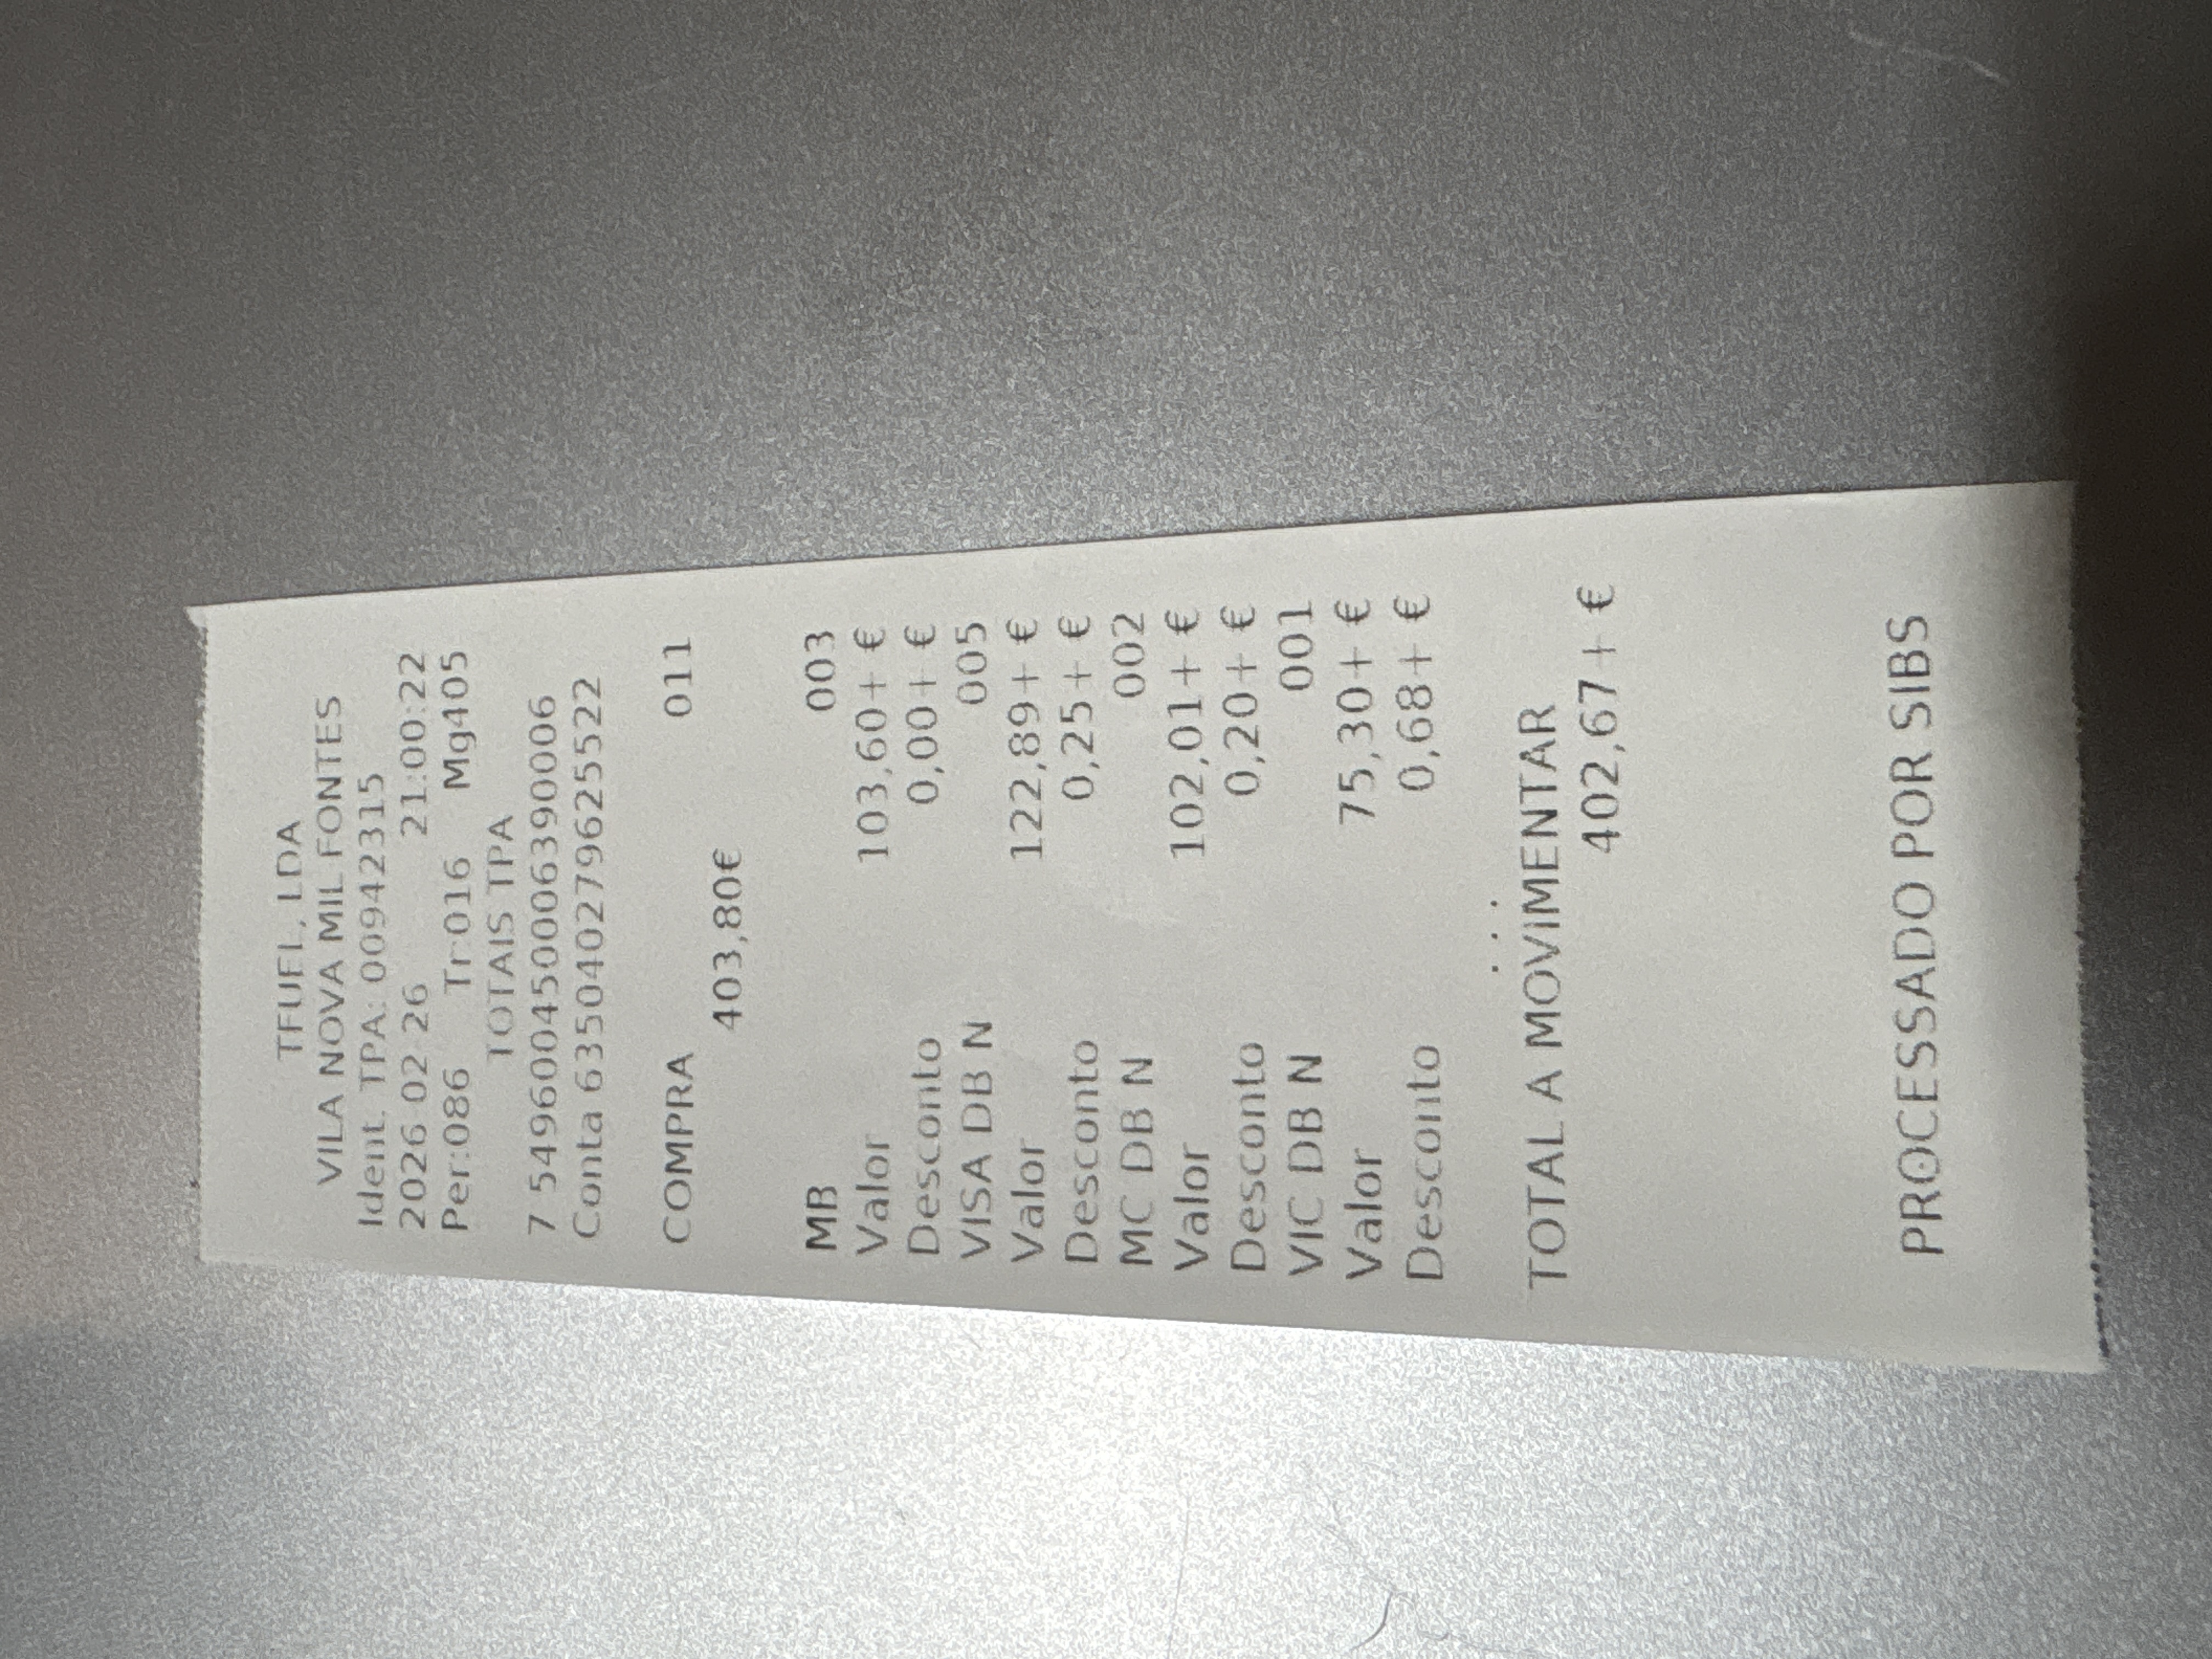 TFUEL, LDA
VILA NOVA MIL FONTES
Ident. TPA: 00942315
2026 02 26 21:00:22
Per:086 Tr:016 Mg405
TOTAIS TPA
7 5496004500063990006
Conta 6350402796255​22
COMPRA 011
403,80€
MB 003
Valor 103,60+ €
Desconto 0,00+ €
VISA DB N 005
Valor 122,89+ €
Desconto 0,25+ €
MC DB N 002
Valor 102,01+ €
Desconto 0,20+ €
VIC DB N 001
Valor 75,30+ €
Desconto 0,68+ €
. . .
TOTAL A MOVIMENTAR
402,67+ €
PROCESSADO POR SIBS